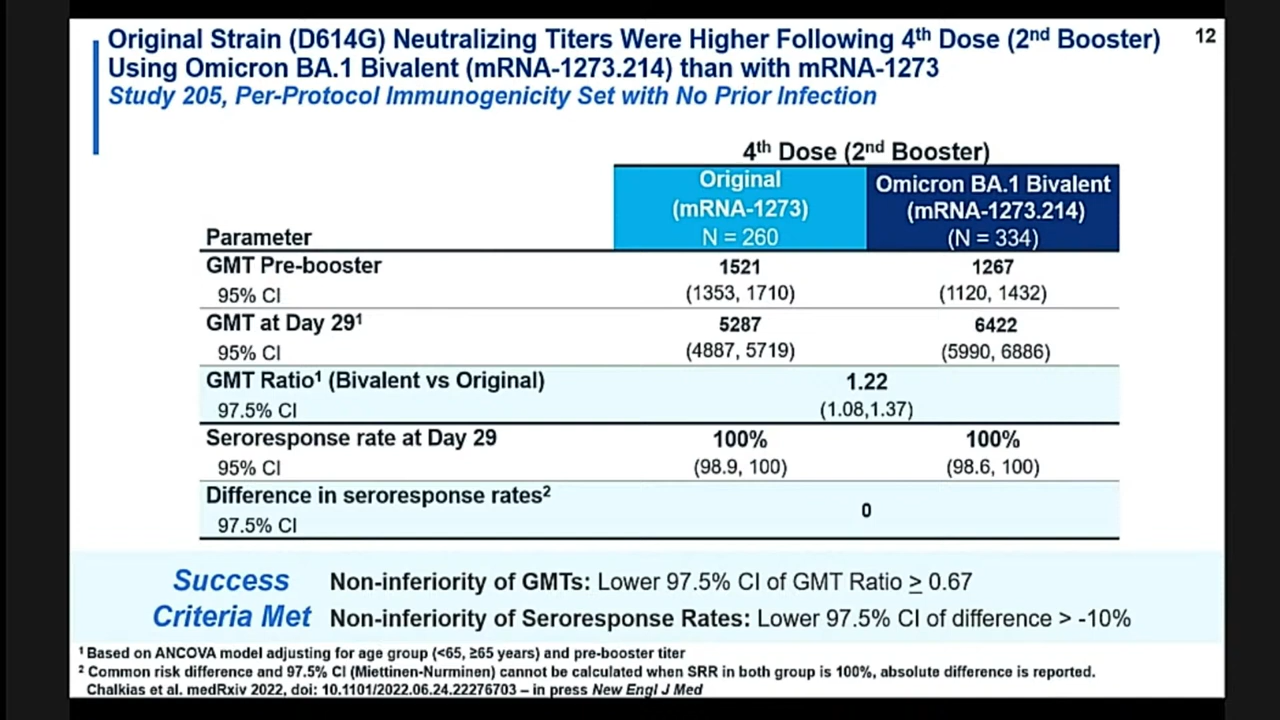 Original Strain (D614G) Neutralizing Titers Were Higher Following 4th Dose (2nd Booster)
12
Using Omicron BA.1 Bivalent (mRNA-1273.214) than with mRNA-1273
Study 205, Per-Protocol Immunogenicity Set with No Prior Infection
4th Dose (2nd Booster)
Parameter
Original
(mRNA-1273)
N = 260
Omicron BA.1 Bivalent
(mRNA-1273.214)
(N = 334)
GMT Pre-booster 1521 1267
95% CI (1353, 1710) (1120, 1432)
GMT at Day 29¹ 5287 6422
95% CI (4887, 5719) (5990, 6886)
GMT Ratio¹ (Bivalent vs Original) 1.22
97.5% CI (1.08,1.37)
Seroresponse rate at Day 29 100% 100%
95% CI (98.9, 100) (98.6, 100)
Difference in seroresponse rates² 0
97.5% CI
Success Criteria Met
Non-inferiority of GMTs: Lower 97.5% CI of GMT Ratio ≥ 0.67
Non-inferiority of Seroresponse Rates: Lower 97.5% CI of difference > -10%
¹ Based on ANCOVA model adjusting for age group (<65, ≥65 years) and pre-booster titer
² Common risk difference and 97.5% CI (Miettinen-Nurminen) cannot be calculated when SRR in both group is 100%, absolute difference is reported.
Chalkias et al. medRxiv 2022, doi: 10.1101/2022.06.24.22276703 – in press New Engl J Med